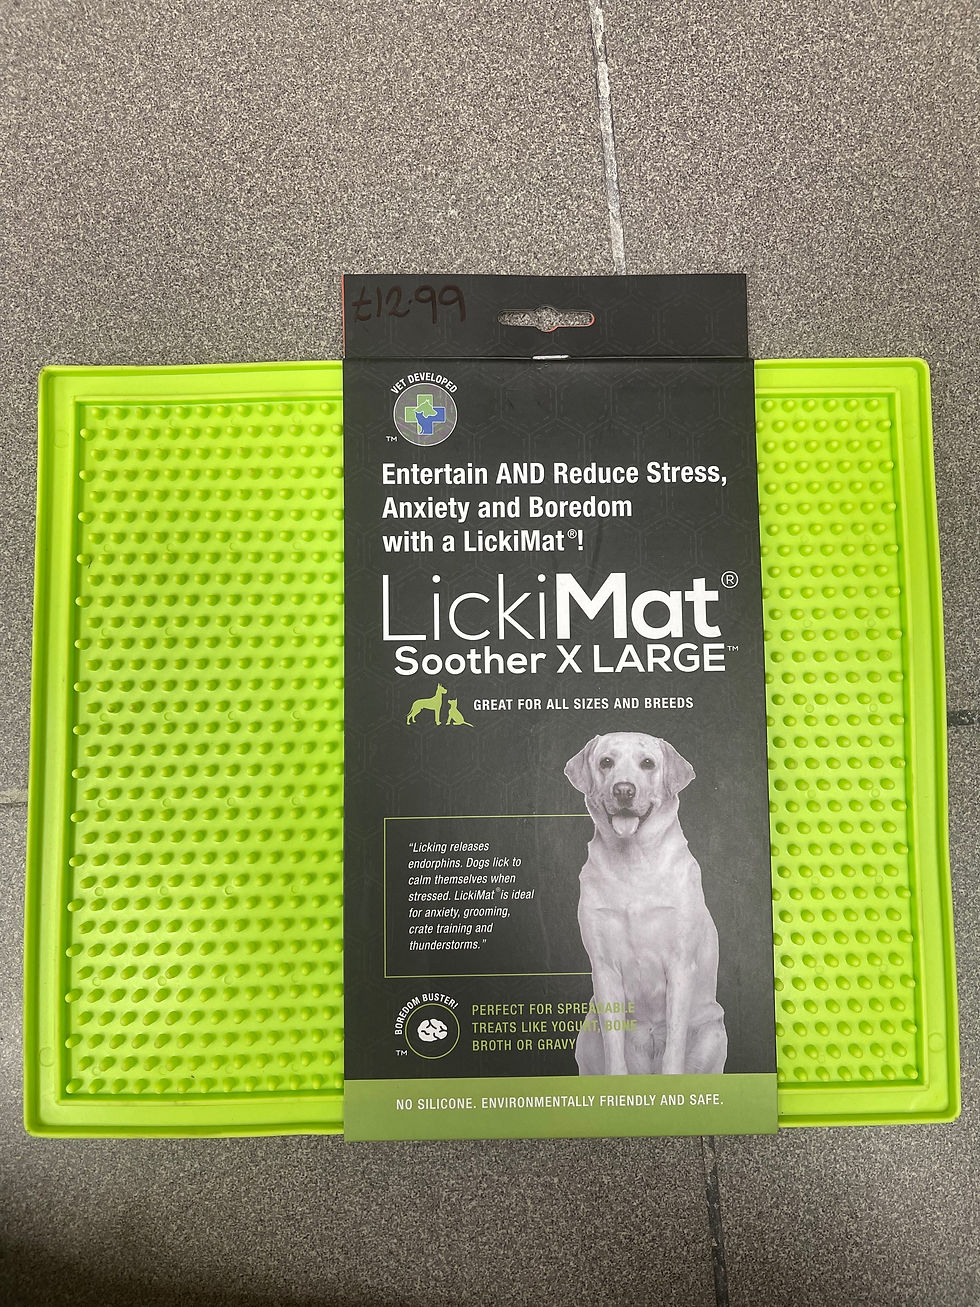 £12.99
VET DEVELOPED
TM
Entertain AND Reduce Stress,
Anxiety and Boredom
with a LickiMat®!
LickiMat®
Soother X LARGE™
GREAT FOR ALL SIZES AND BREEDS
"Licking releases
endorphins. Dogs lick to
calm themselves when
stressed. LickiMat® is ideal
for anxiety, grooming,
crate training and
thunderstorms."
BOREDOM BUSTER!
TM
PERFECT FOR SPREADABLE
TREATS LIKE YOGURT, BONE
BROTH OR GRAVY
NO SILICONE. ENVIRONMENTALLY FRIENDLY AND SAFE.